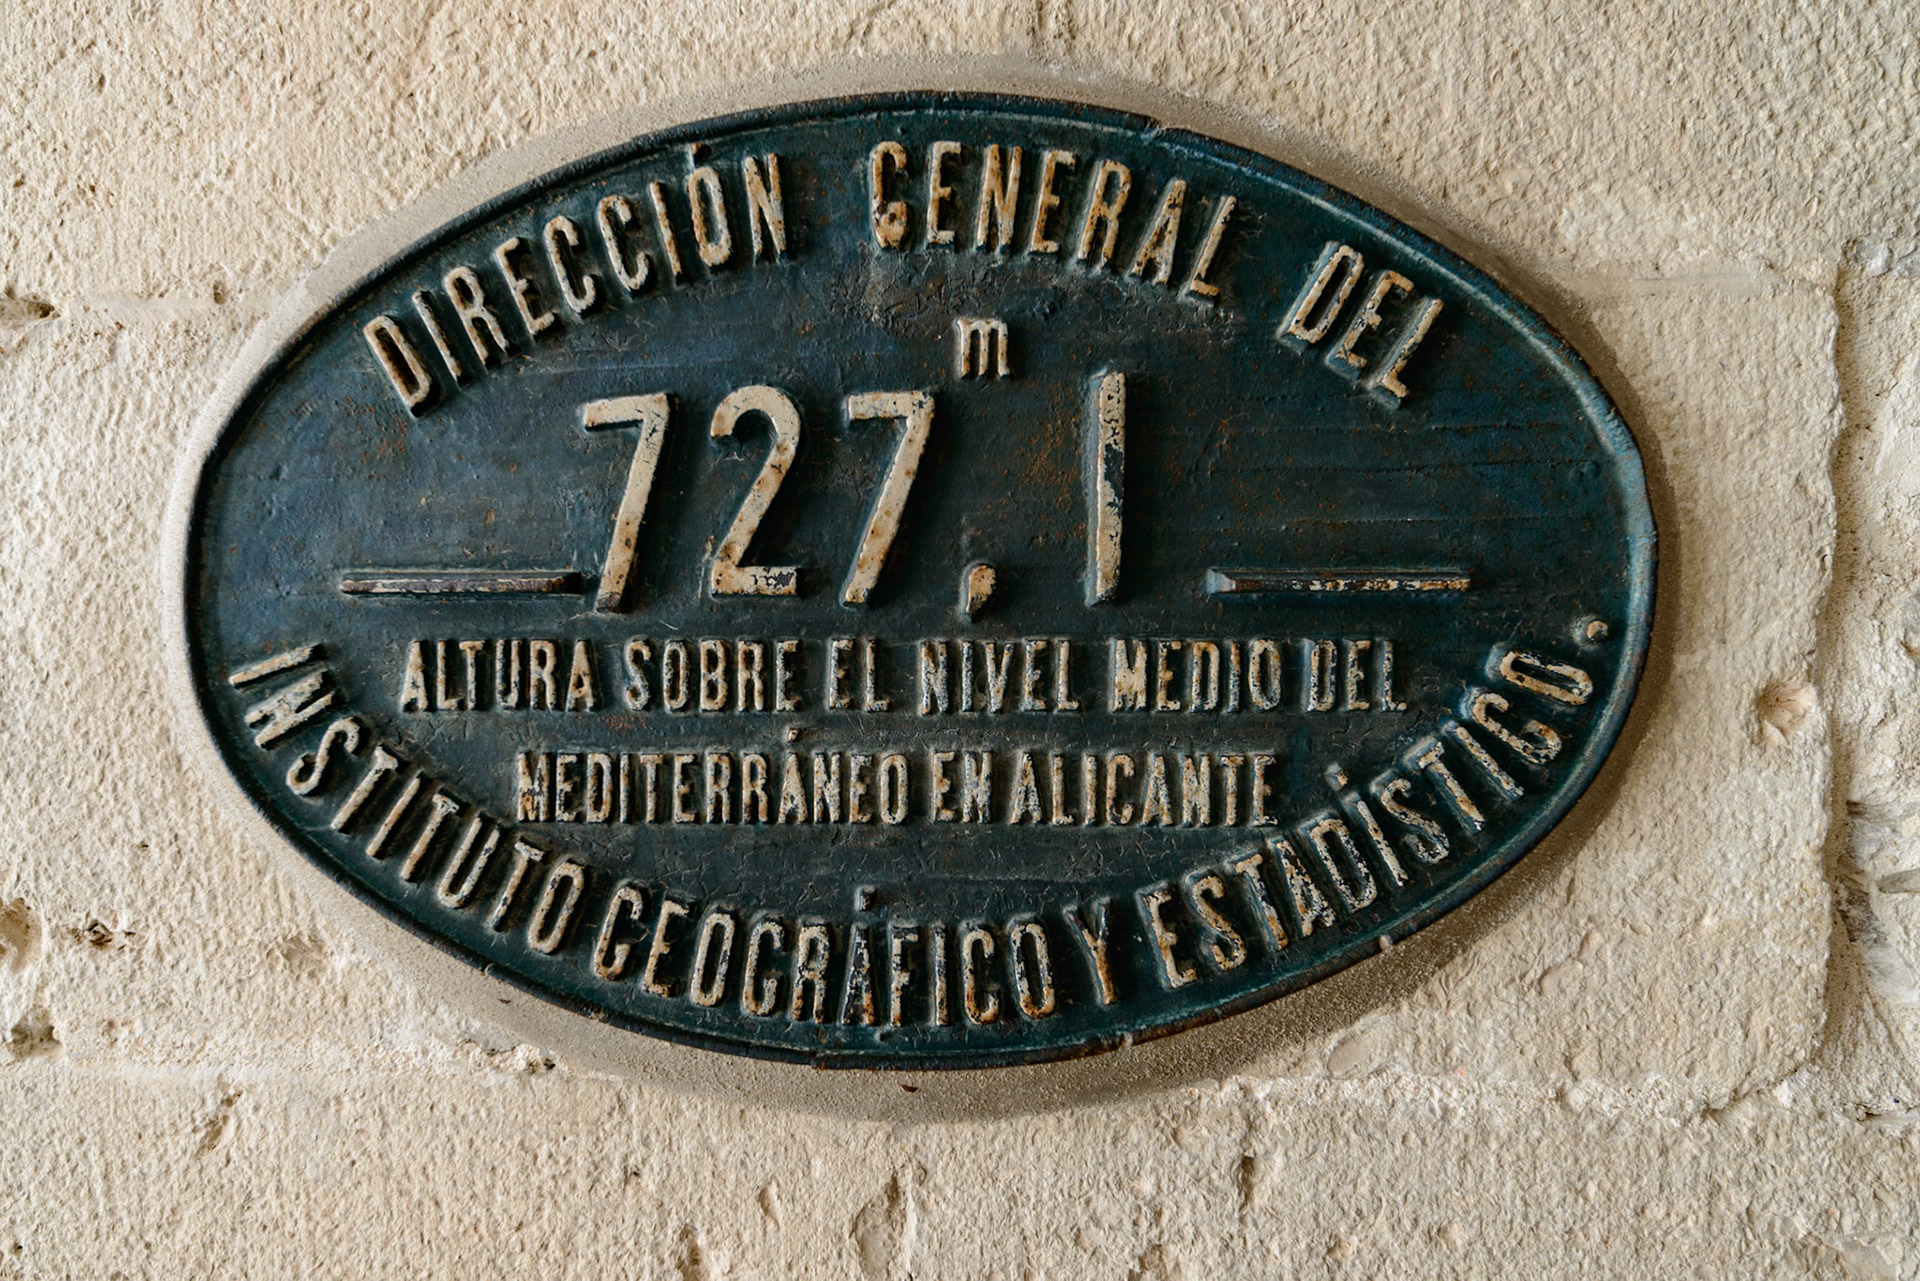 DIRECCIÓN GENERAL DEL
m
727,1
ALTURA SOBRE EL NIVEL MEDIO DEL
MEDITERRÁNEO EN ALICANTE
INSTITUTO GEOGRÁFICO Y ESTADÍSTICO.